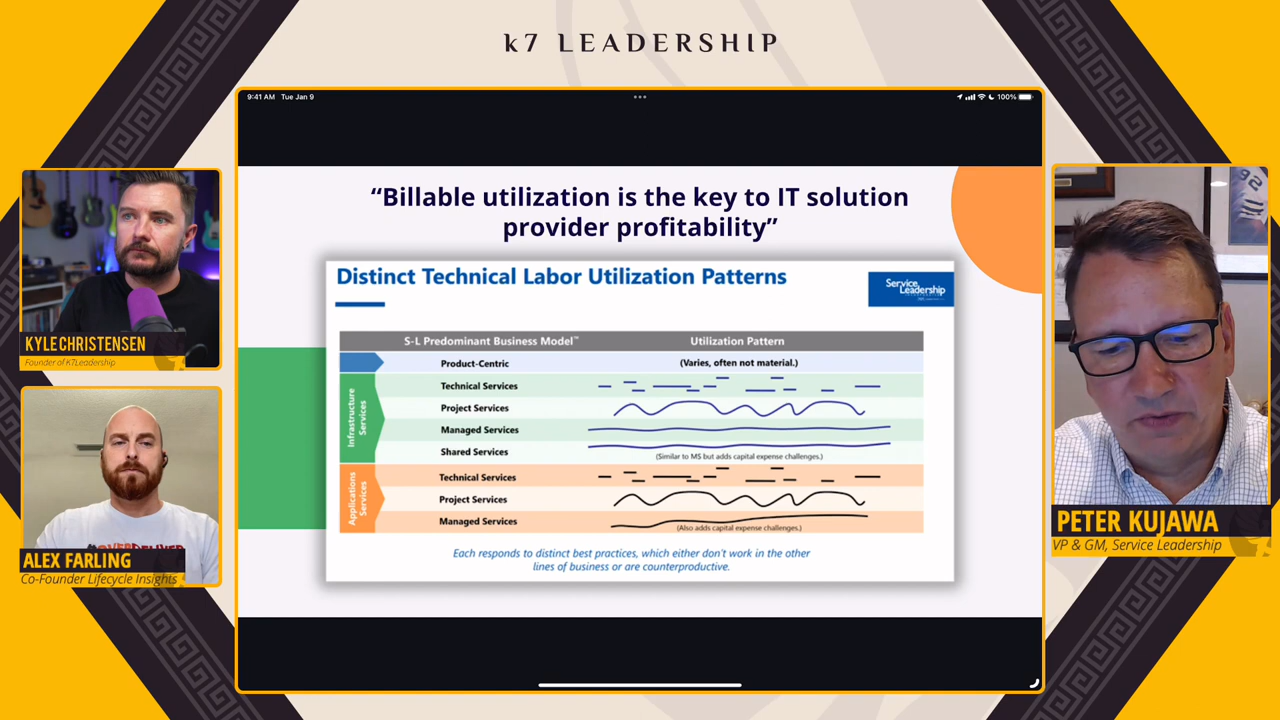 k7 LEADERSHIP
9:41 AM Tue Jan 9
100%
“Billable utilization is the key to IT solution
provider profitability”
Distinct Technical Labor Utilization Patterns
Service
Leadership
S-L Predominant Business Model™
Utilization Pattern
Product-Centric
(Varies, often not material.)
Infrastructure
Services
Technical Services
Project Services
Managed Services
Shared Services
(Similar to MS but adds capital expense challenges.)
Applications
Services
Technical Services
Project Services
Managed Services
(Also adds capital expense challenges.)
Each responds to distinct best practices, which either don't work in the other
lines of business or are counterproductive.
KYLE CHRISTENSEN
Founder of K7Leadership
ALEX FARLING
Co-Founder Lifecycle Insights
PETER KUJAWA
VP & GM, Service Leadership